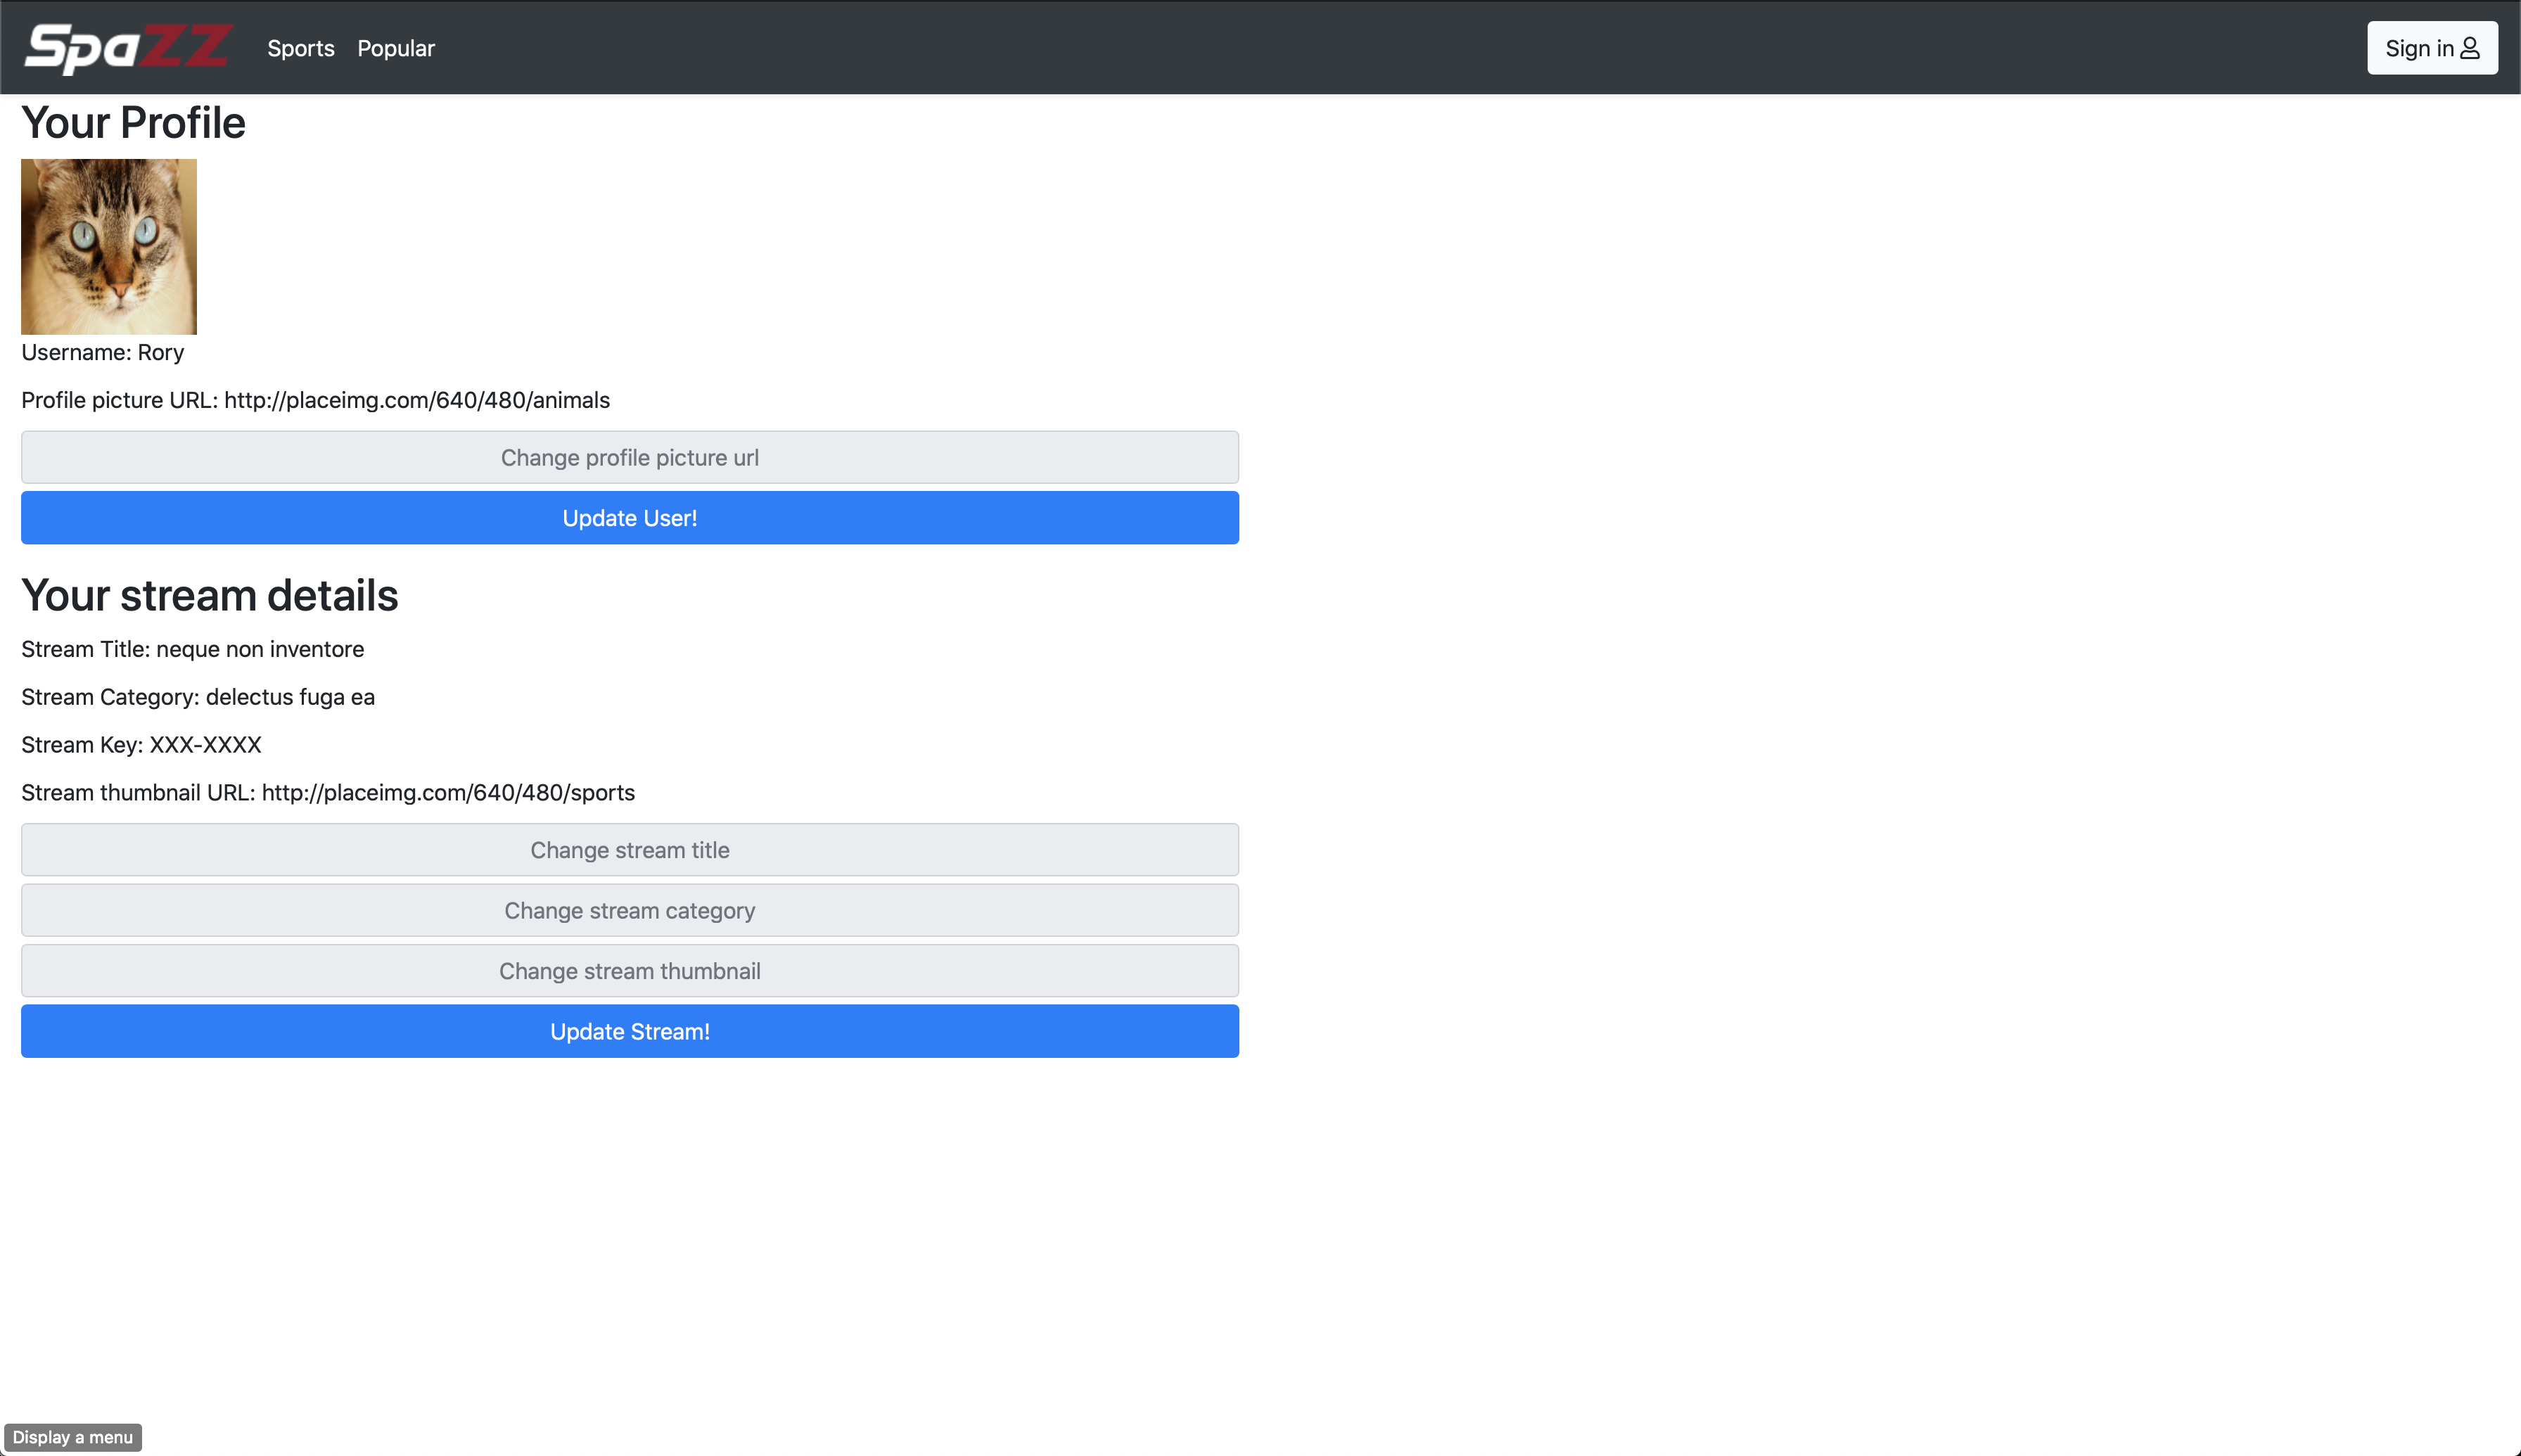 SpaZZ Sports Popular Sign in
Your Profile
Username: Rory
Profile picture URL: http://placeimg.com/640/480/animals
Change profile picture url
Update User!
Your stream details
Stream Title: neque non inventore
Stream Category: delectus fuga ea
Stream Key: XXX-XXXX
Stream thumbnail URL: http://placeimg.com/640/480/sports
Change stream title
Change stream category
Change stream thumbnail
Update Stream!
Display a menu